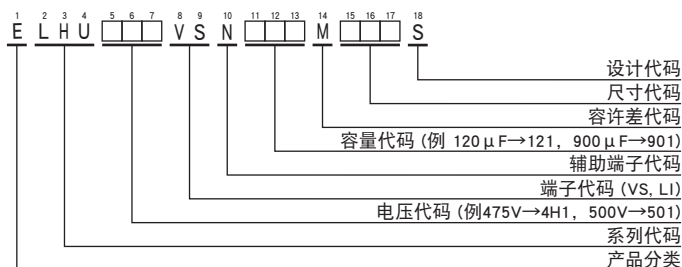 1 2 3 4 5 6 7 8 9 10 11 12 13 14 15 16 17 18
E L H U □□□ V S N □□□ M □□□ S
设计代码
尺寸代码
容许差代码
容量代码 (例 120μF→121, 900μF→901)
辅助端子代码
端子代码 (VS, LI)
电压代码 (例475V→4H1, 500V→501)
系列代码
产品分类